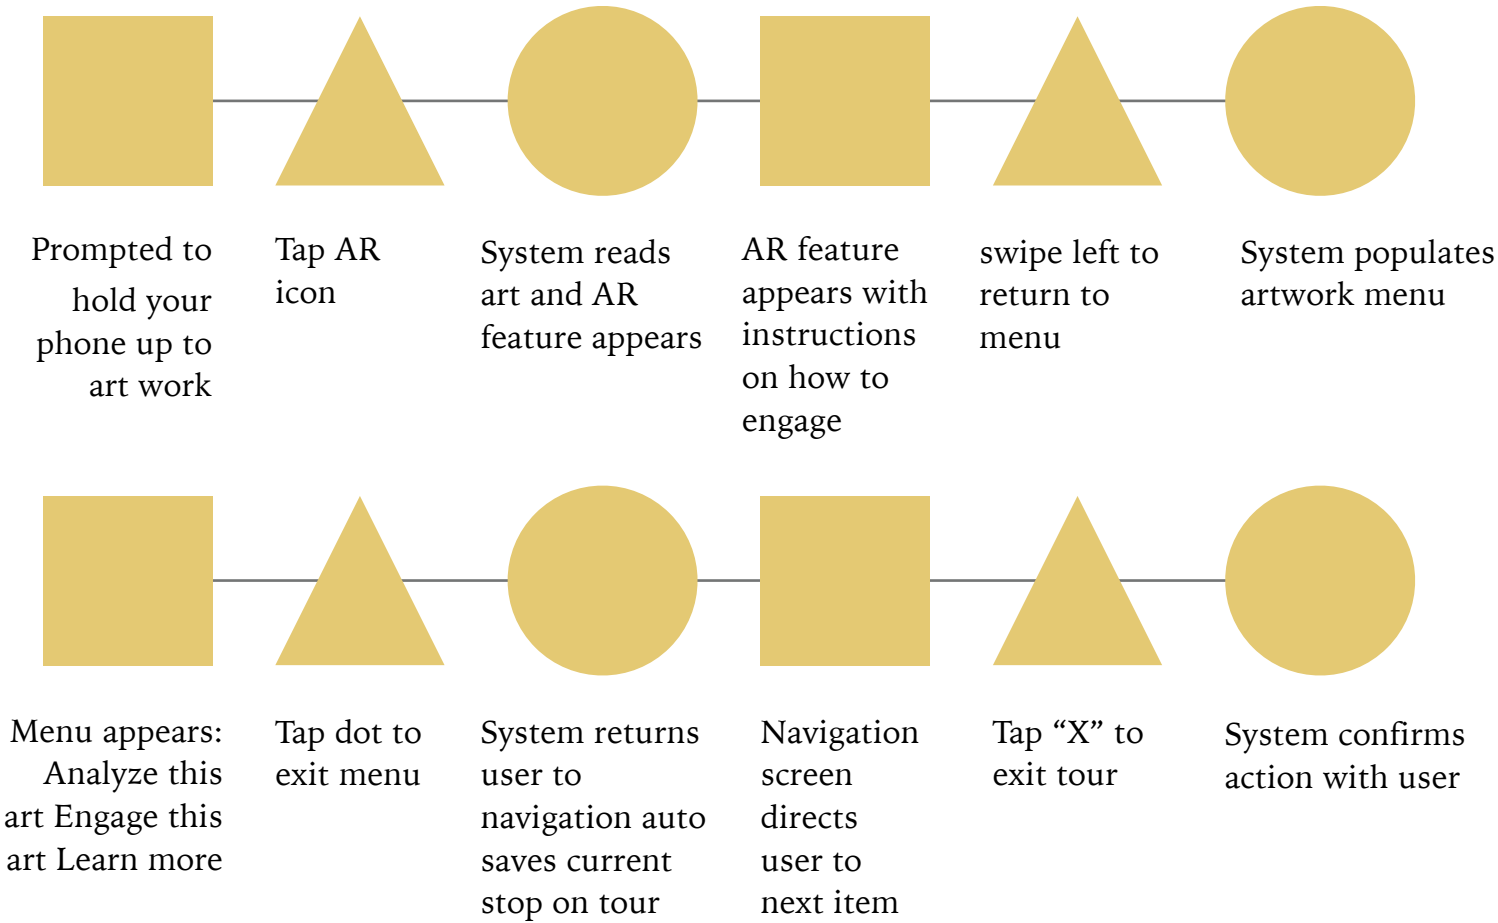 Prompted to
hold your
phone up to
art work
Tap AR
icon
System reads
art and AR
feature appears
AR feature
appears with
instructions
on how to
engage
swipe left to
return to
menu
System populates
artwork menu
Menu appears:
Analyze this
art Engage this
art Learn more
Tap dot to
exit menu
System returns
user to
navigation auto
saves current
stop on tour
Navigation
screen
directs
user to
next item
Tap “X” to
exit tour
System confirms
action with user